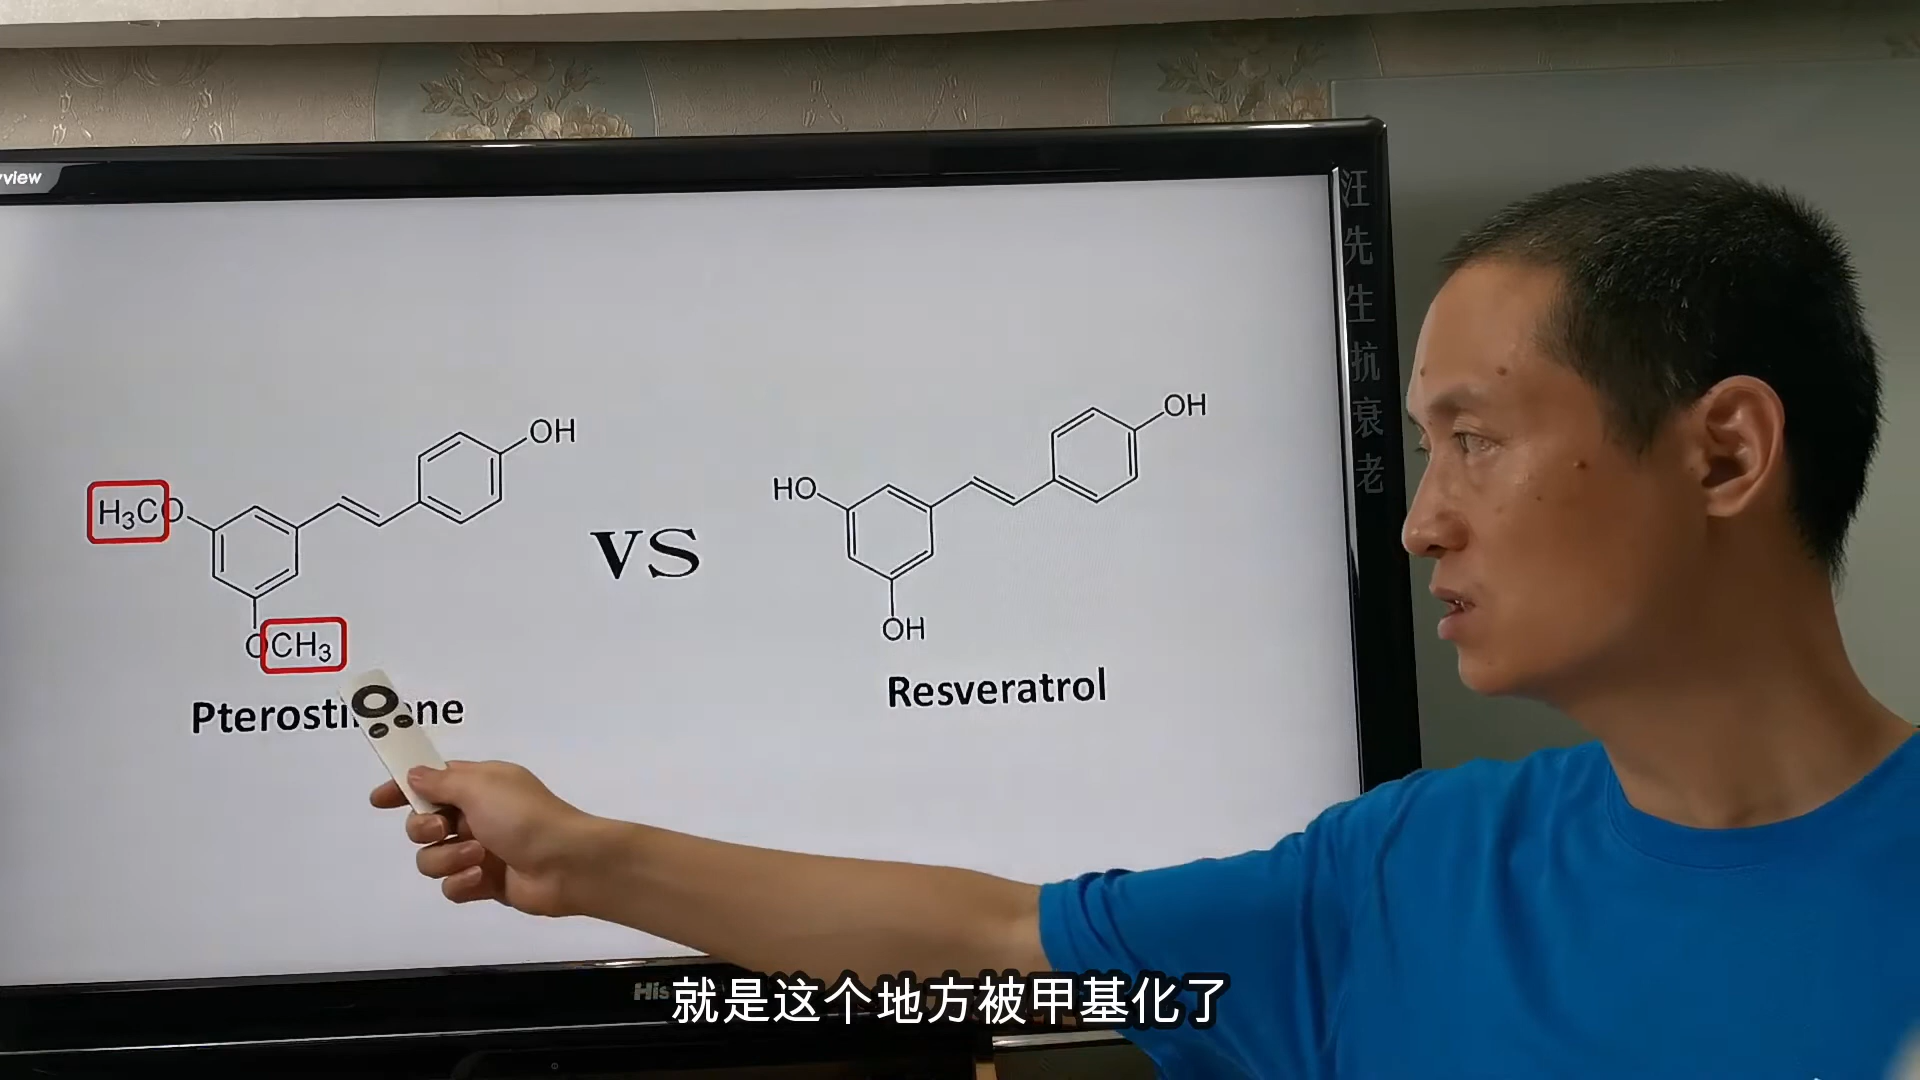 view
汪先生抗衰老
OH
H₃CO
OCH₃
vs
OH
HO
OH
Resveratrol
His
就是这个地方被甲基化了